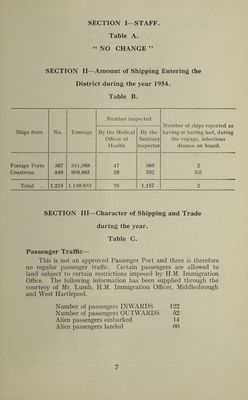 SECTION I—STAFF.
Table A.
“ NO CHANGE ”
SECTION II—Amount of Shipping Entering the
District during the year 1954.
Table B.
Ships from
No.
Tonnage
Number inspected
By the Medical Officer of Health
By the Sanitary inspector
Number of ships reported as having or having had, during the voyage, infectious disease on board.
Foreign Ports 367 341,068 47 365 2
Coastwise 848 808,865 29 792 Nil
Total ... 1,215 1,149,933 76 1,157 2
SECTION III—Character of Shipping and Trade
during the year.
Table C.
Passenger Traffic—
This is not an approved Passenger Port and there is therefore
no regular passenger traffic. Certain passengers are allowed to
land subject to certain restrictions imposed by H.M. Immigration
Office. The following information has been supplied through the
courtesy of Mr. Lumb, H.M. Immigration Officer, Middlesbrough
and West Hartlepool.
Number of passengers INWARDS 122
Number of passengers OUTWARDS 52
Alien passengers embarked 14
Alien passengers landed 60
7